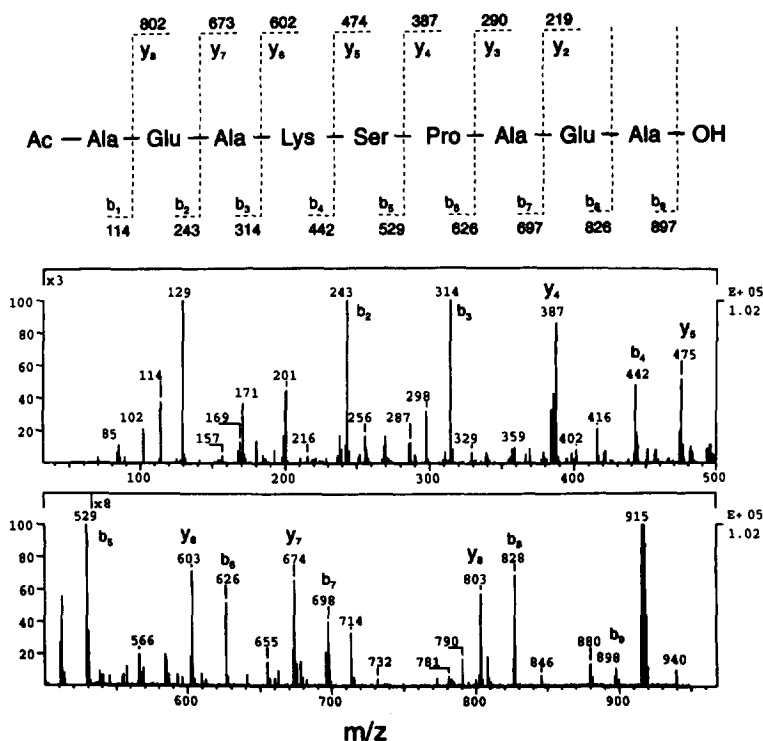 802 673 602 474 387 290 219
y₈ y₇ y₆ y₅ y₄ y₃ y₂
Ac – Ala – Glu – Ala – Lys – Ser – Pro – Ala – Glu – Ala – OH
b₁ b₂ b₃ b₄ b₅ b₆ b₇ b₈ b₉
114 243 314 442 529 626 697 826 897
x3
100 80 60 40 20
85 102 114 129 157 169 171 201 216 243 b₂ 256 287 298 314 b₃ 329 359 y₄ 387 402 416 b₄ 442 y₅ 475
E+ 05
1.02
100 200 300 400 500
x8
100 80 60 40 20
529 b₅ 566 y₆ 603 b₆ 626 655 y₇ 674 b₇ 698 714 732 781 790 y₈ 803 b₈ 828 846 880 b₉ 898 915 940
E+ 05
1.02
600 700 800 900
m/z